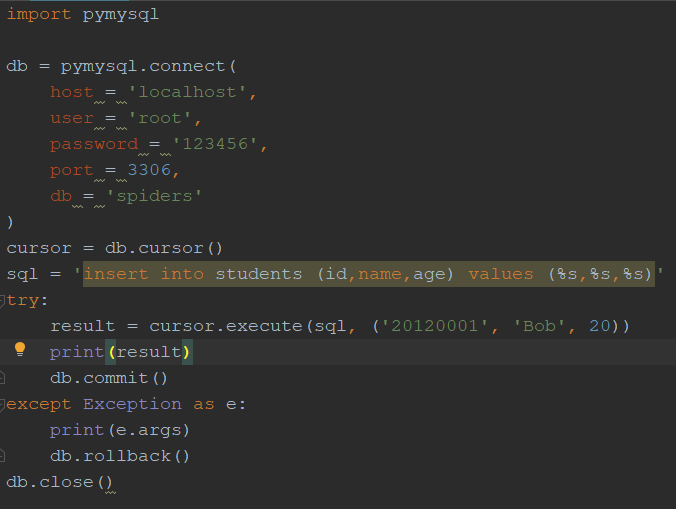 import pymysql
db = pymysql.connect(
    host = 'localhost',
    user = 'root',
    password = '123456',
    port = 3306,
    db = 'spiders'
)
cursor = db.cursor()
sql = 'insert into students (id,name,age) values (%s,%s,%s)'
try:
    result = cursor.execute(sql, ('20120001', 'Bob', 20))
    print(result)
    db.commit()
except Exception as e:
    print(e.args)
    db.rollback()
db.close()